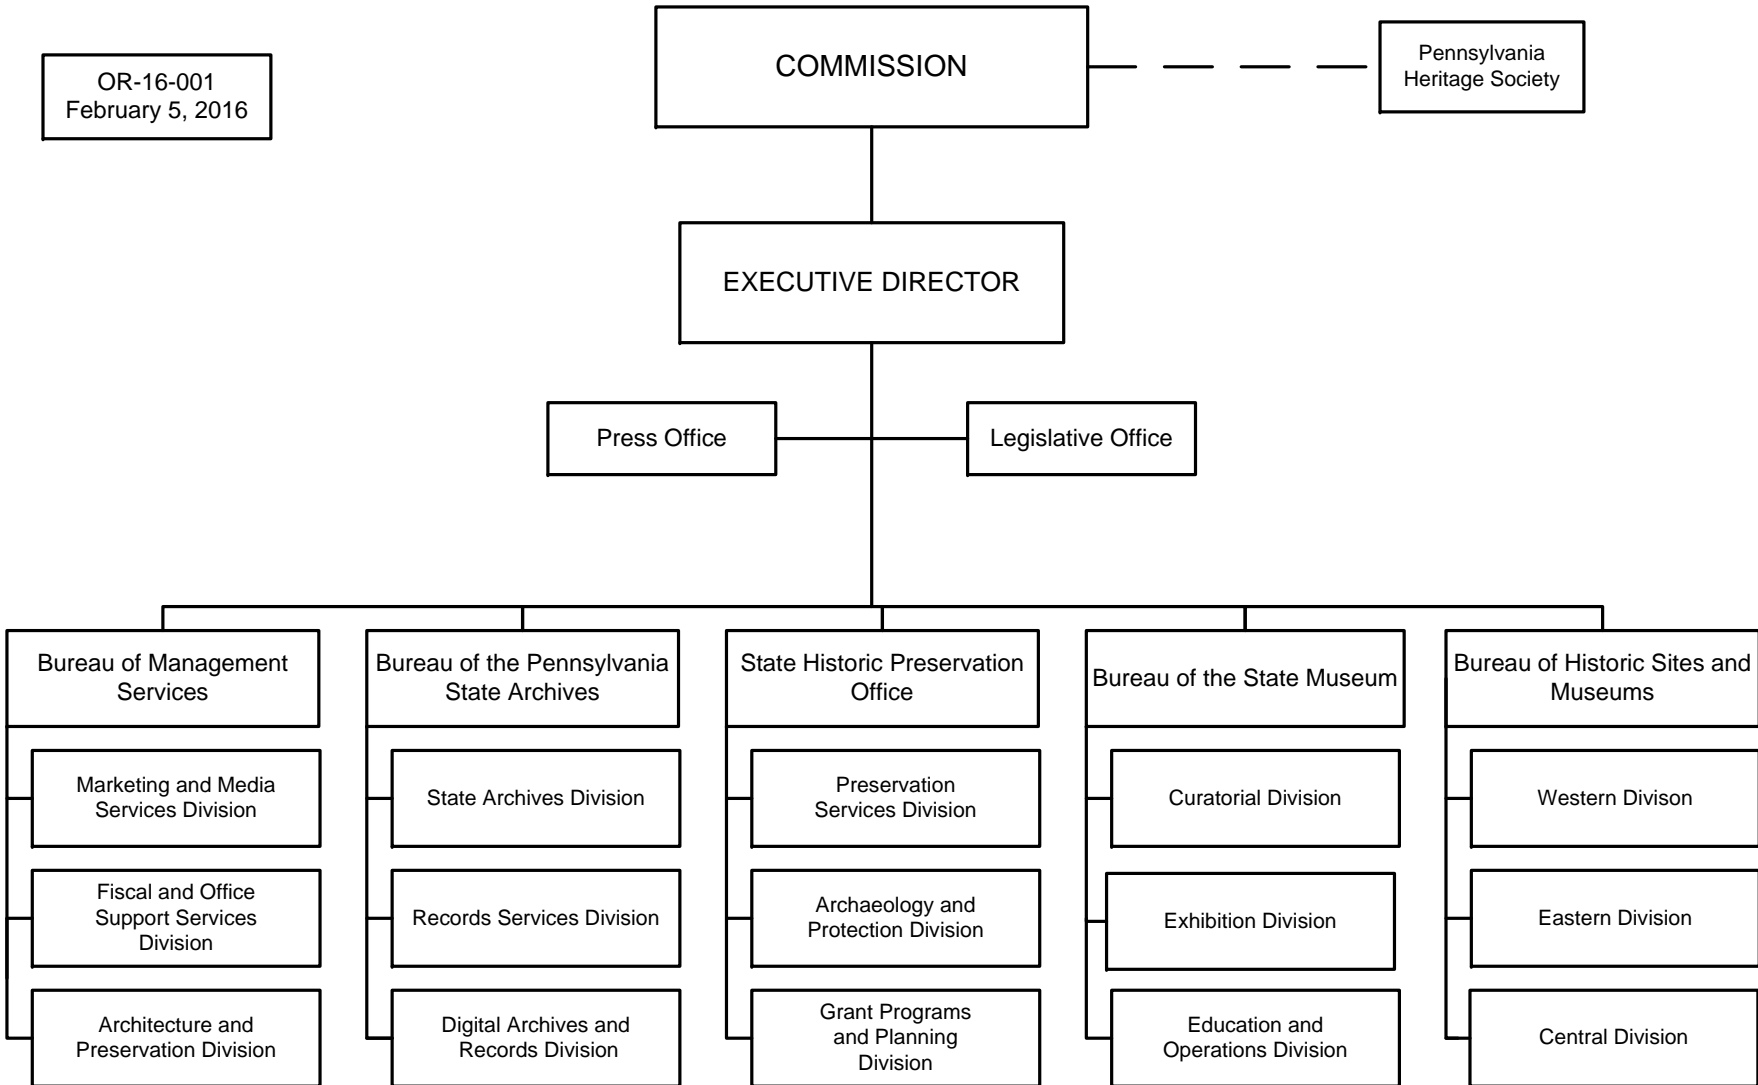 OR-16-001
February 5, 2016
COMMISSION
Pennsylvania
Heritage Society
EXECUTIVE DIRECTOR
Press Office
Legislative Office
Bureau of Management
Services
Bureau of the Pennsylvania
State Archives
State Historic Preservation
Office
Bureau of the State Museum
Bureau of Historic Sites and
Museums
Marketing and Media
Services Division
State Archives Division
Preservation
Services Division
Curatorial Division
Western Divison
Fiscal and Office
Support Services
Division
Records Services Division
Archaeology and
Protection Division
Exhibition Division
Eastern Division
Architecture and
Preservation Division
Digital Archives and
Records Division
Grant Programs
and Planning
Division
Education and
Operations Division
Central Division